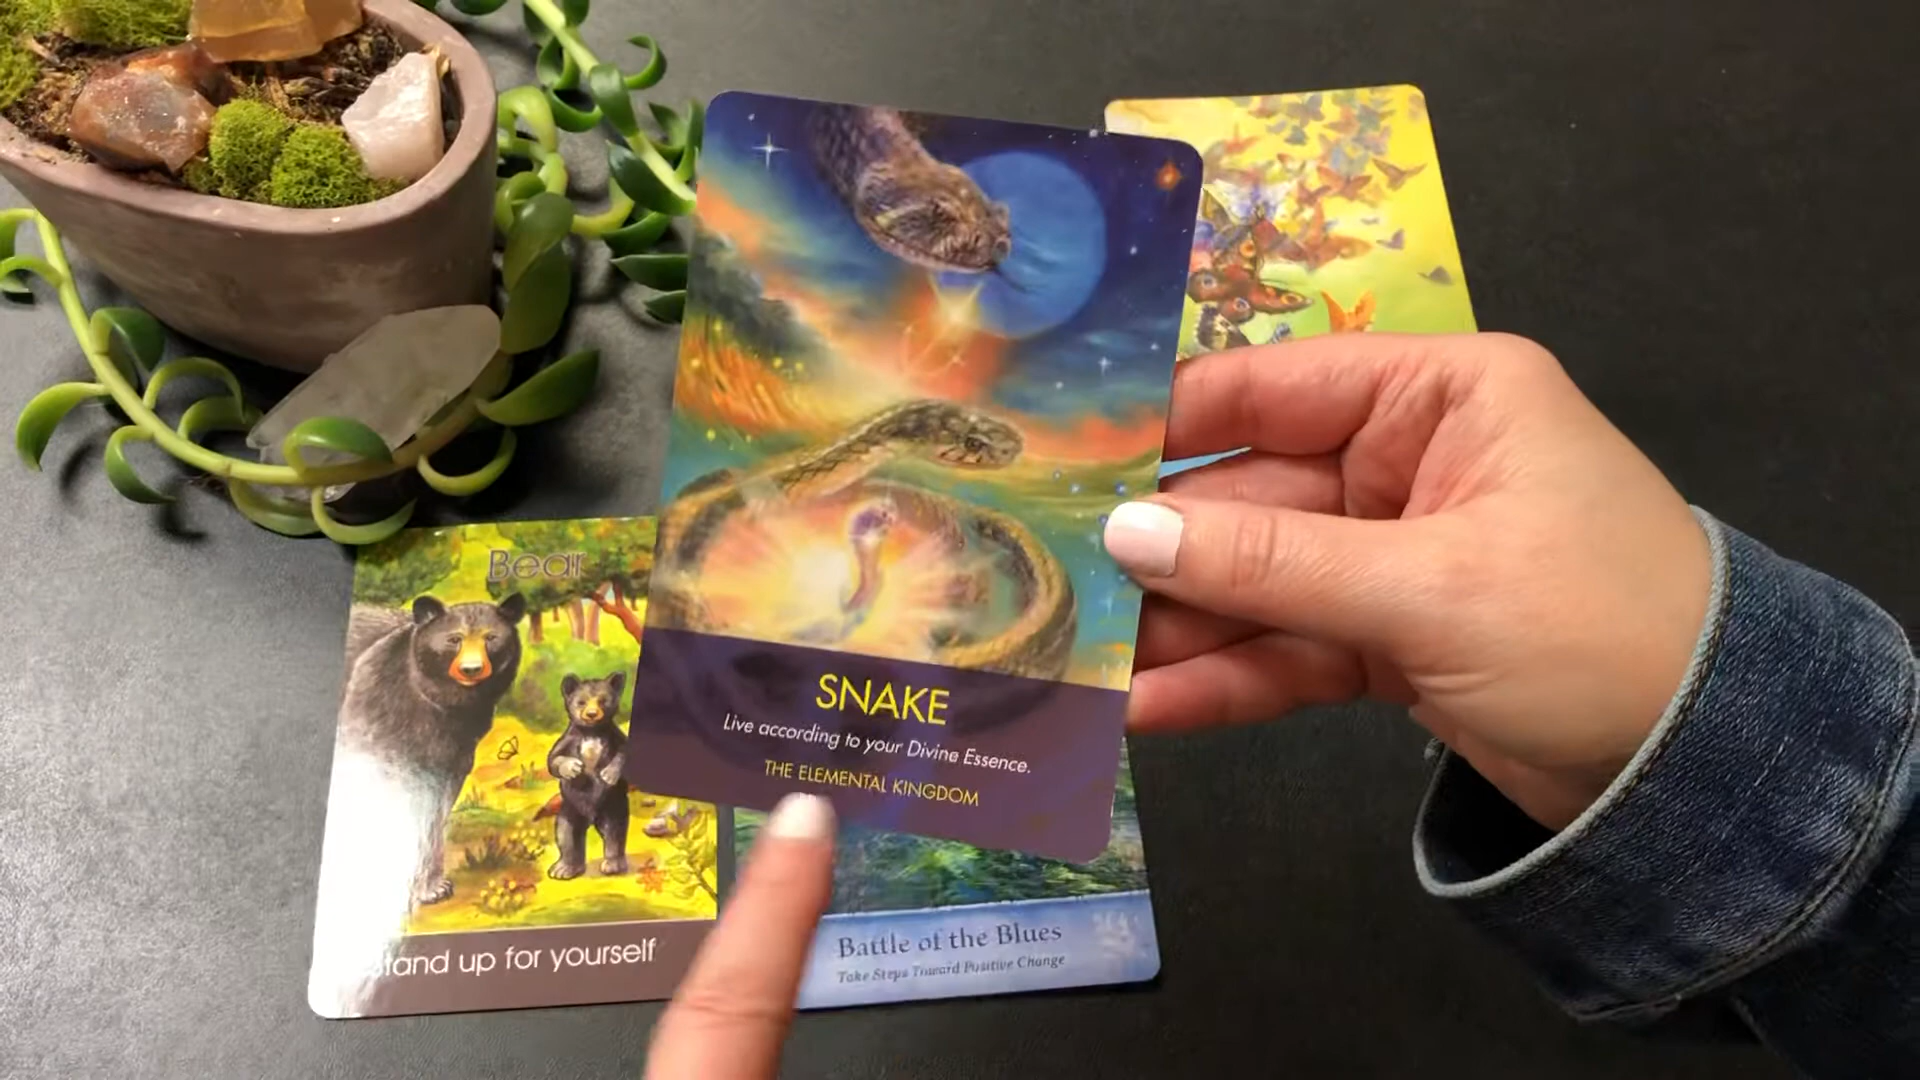 Bear
SNAKE
Live according to your Divine Essence.
THE ELEMENTAL KINGDOM
tand up for yourself
Battle of the Blues
Take Steps Toward Positive Change